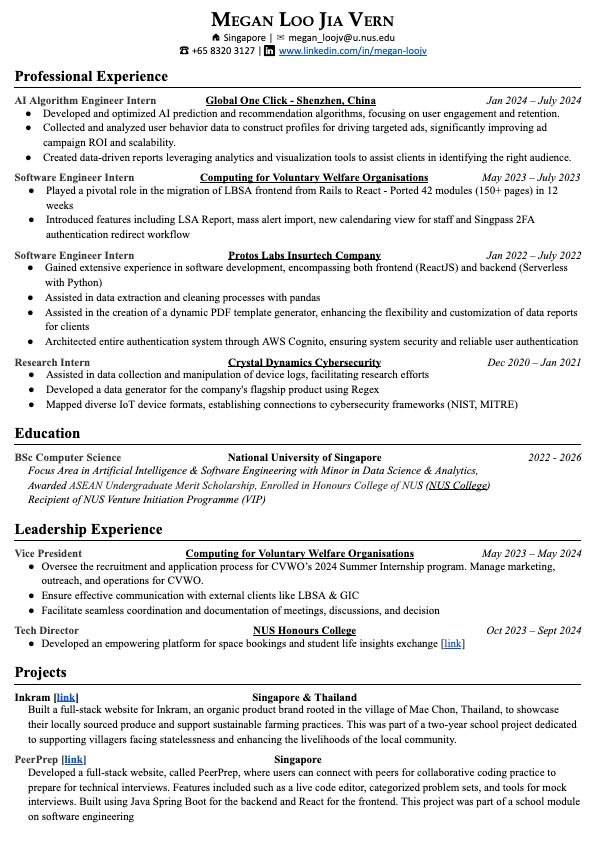 MEGAN LOO JIA VERN
Singapore | megan_loojv@u.nus.edu
+65 8320 3127 | www.linkedin.com/in/megan-loojv
Professional Experience
AI Algorithm Engineer Intern Global One Click - Shenzhen, China Jan 2024 – July 2024
● Developed and optimized AI prediction and recommendation algorithms, focusing on user engagement and retention.
● Collected and analyzed user behavior data to construct profiles for driving targeted ads, significantly improving ad
campaign ROI and scalability.
● Created data-driven reports leveraging analytics and visualization tools to assist clients in identifying the right audience.
Software Engineer Intern Computing for Voluntary Welfare Organisations May 2023 – July 2023
● Played a pivotal role in the migration of LBSA frontend from Rails to React - Ported 42 modules (150+ pages) in 12
weeks
● Introduced features including LSA Report, mass alert import, new calendaring view for staff and Singpass 2FA
authentication redirect workflow
Software Engineer Intern Protos Labs Insurtech Company Jan 2022 – July 2022
● Gained extensive experience in software development, encompassing both frontend (ReactJS) and backend (Serverless
with Python)
● Assisted in data extraction and cleaning processes with pandas
● Assisted in the creation of a dynamic PDF template generator, enhancing the flexibility and customization of data reports
for clients
● Architected entire authentication system through AWS Cognito, ensuring system security and reliable user authentication
Research Intern Crystal Dynamics Cybersecurity Dec 2020 – Jan 2021
● Assisted in data collection and manipulation of device logs, facilitating research efforts
● Developed a data generator for the company's flagship product using Regex
● Mapped diverse IoT device formats, establishing connections to cybersecurity frameworks (NIST, MITRE)
Education
BSc Computer Science National University of Singapore 2022 - 2026
Focus Area in Artificial Intelligence & Software Engineering with Minor in Data Science & Analytics,
Awarded ASEAN Undergraduate Merit Scholarship, Enrolled in Honours College of NUS (NUS College)
Recipient of NUS Venture Initiation Programme (VIP)
Leadership Experience
Vice President Computing for Voluntary Welfare Organisations May 2023 – May 2024
● Oversee the recruitment and application process for CVWO's 2024 Summer Internship program. Manage marketing,
outreach, and operations for CVWO.
● Ensure effective communication with external clients like LBSA & GIC
● Facilitate seamless coordination and documentation of meetings, discussions, and decision
Tech Director NUS Honours College Oct 2023 – Sept 2024
● Developed an empowering platform for space bookings and student life insights exchange [link]
Projects
Inkram [link] Singapore & Thailand
Built a full-stack website for Inkram, an organic product brand rooted in the village of Mae Chon, Thailand, to showcase
their locally sourced produce and support sustainable farming practices. This was part of a two-year school project dedicated
to supporting villagers facing statelessness and enhancing the livelihoods of the local community.
PeerPrep [link] Singapore
Developed a full-stack website, called PeerPrep, where users can connect with peers for collaborative coding practice to
prepare for technical interviews. Features included such as a live code editor, categorized problem sets, and tools for mock
interviews. Built using Java Spring Boot for the backend and React for the frontend. This project was part of a school module
on software engineering